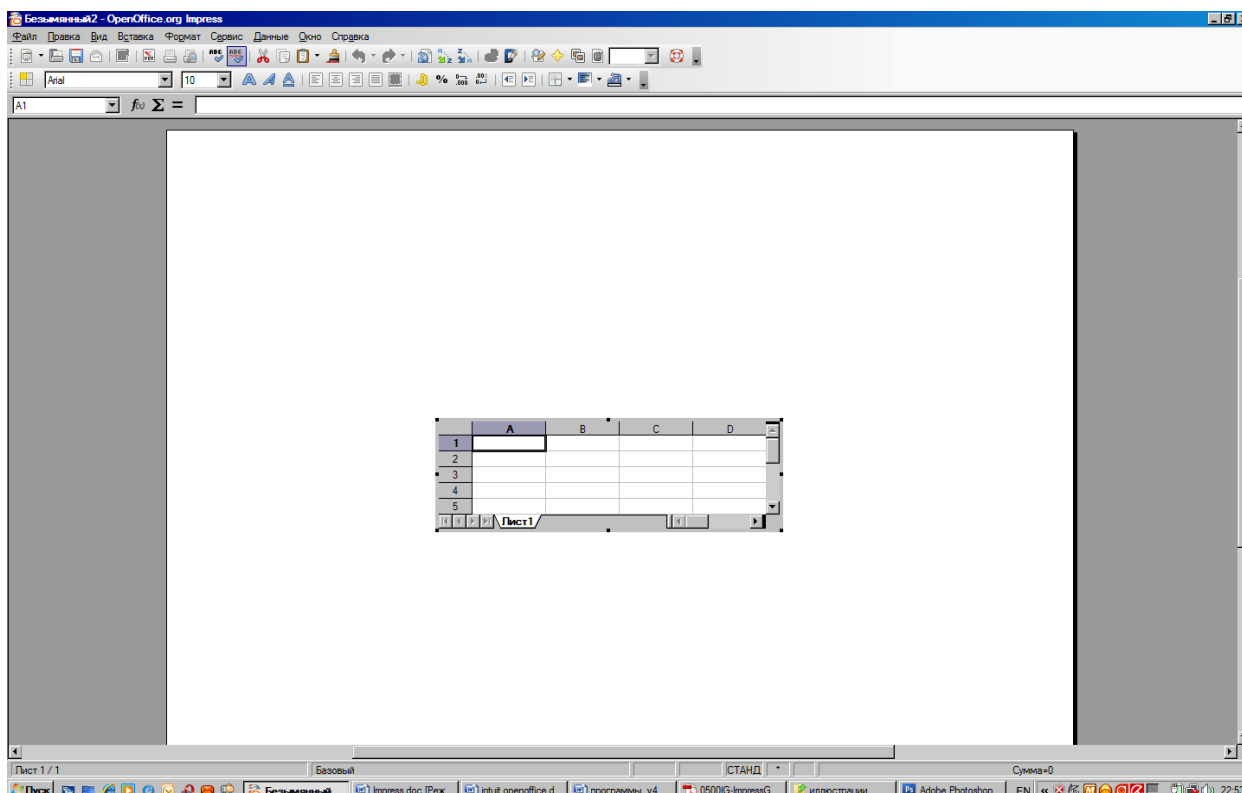 Безымянный2 - OpenOffice.org Impress
Файл Правка Вид Вставка Формат Сервис Данные Окно Справка
Arial 10
A1 f(x) Σ =
A B C D
1
2
3
4
5
Лист1
Лист 1 / 1 Базовый СТАНД * Сумма=0
Пуск Безымянный Impress.doc [Реж intuit openoffice d программы_v4 0500IG-ImpressG иллюстрации Adobe Photoshop EN « 22:53